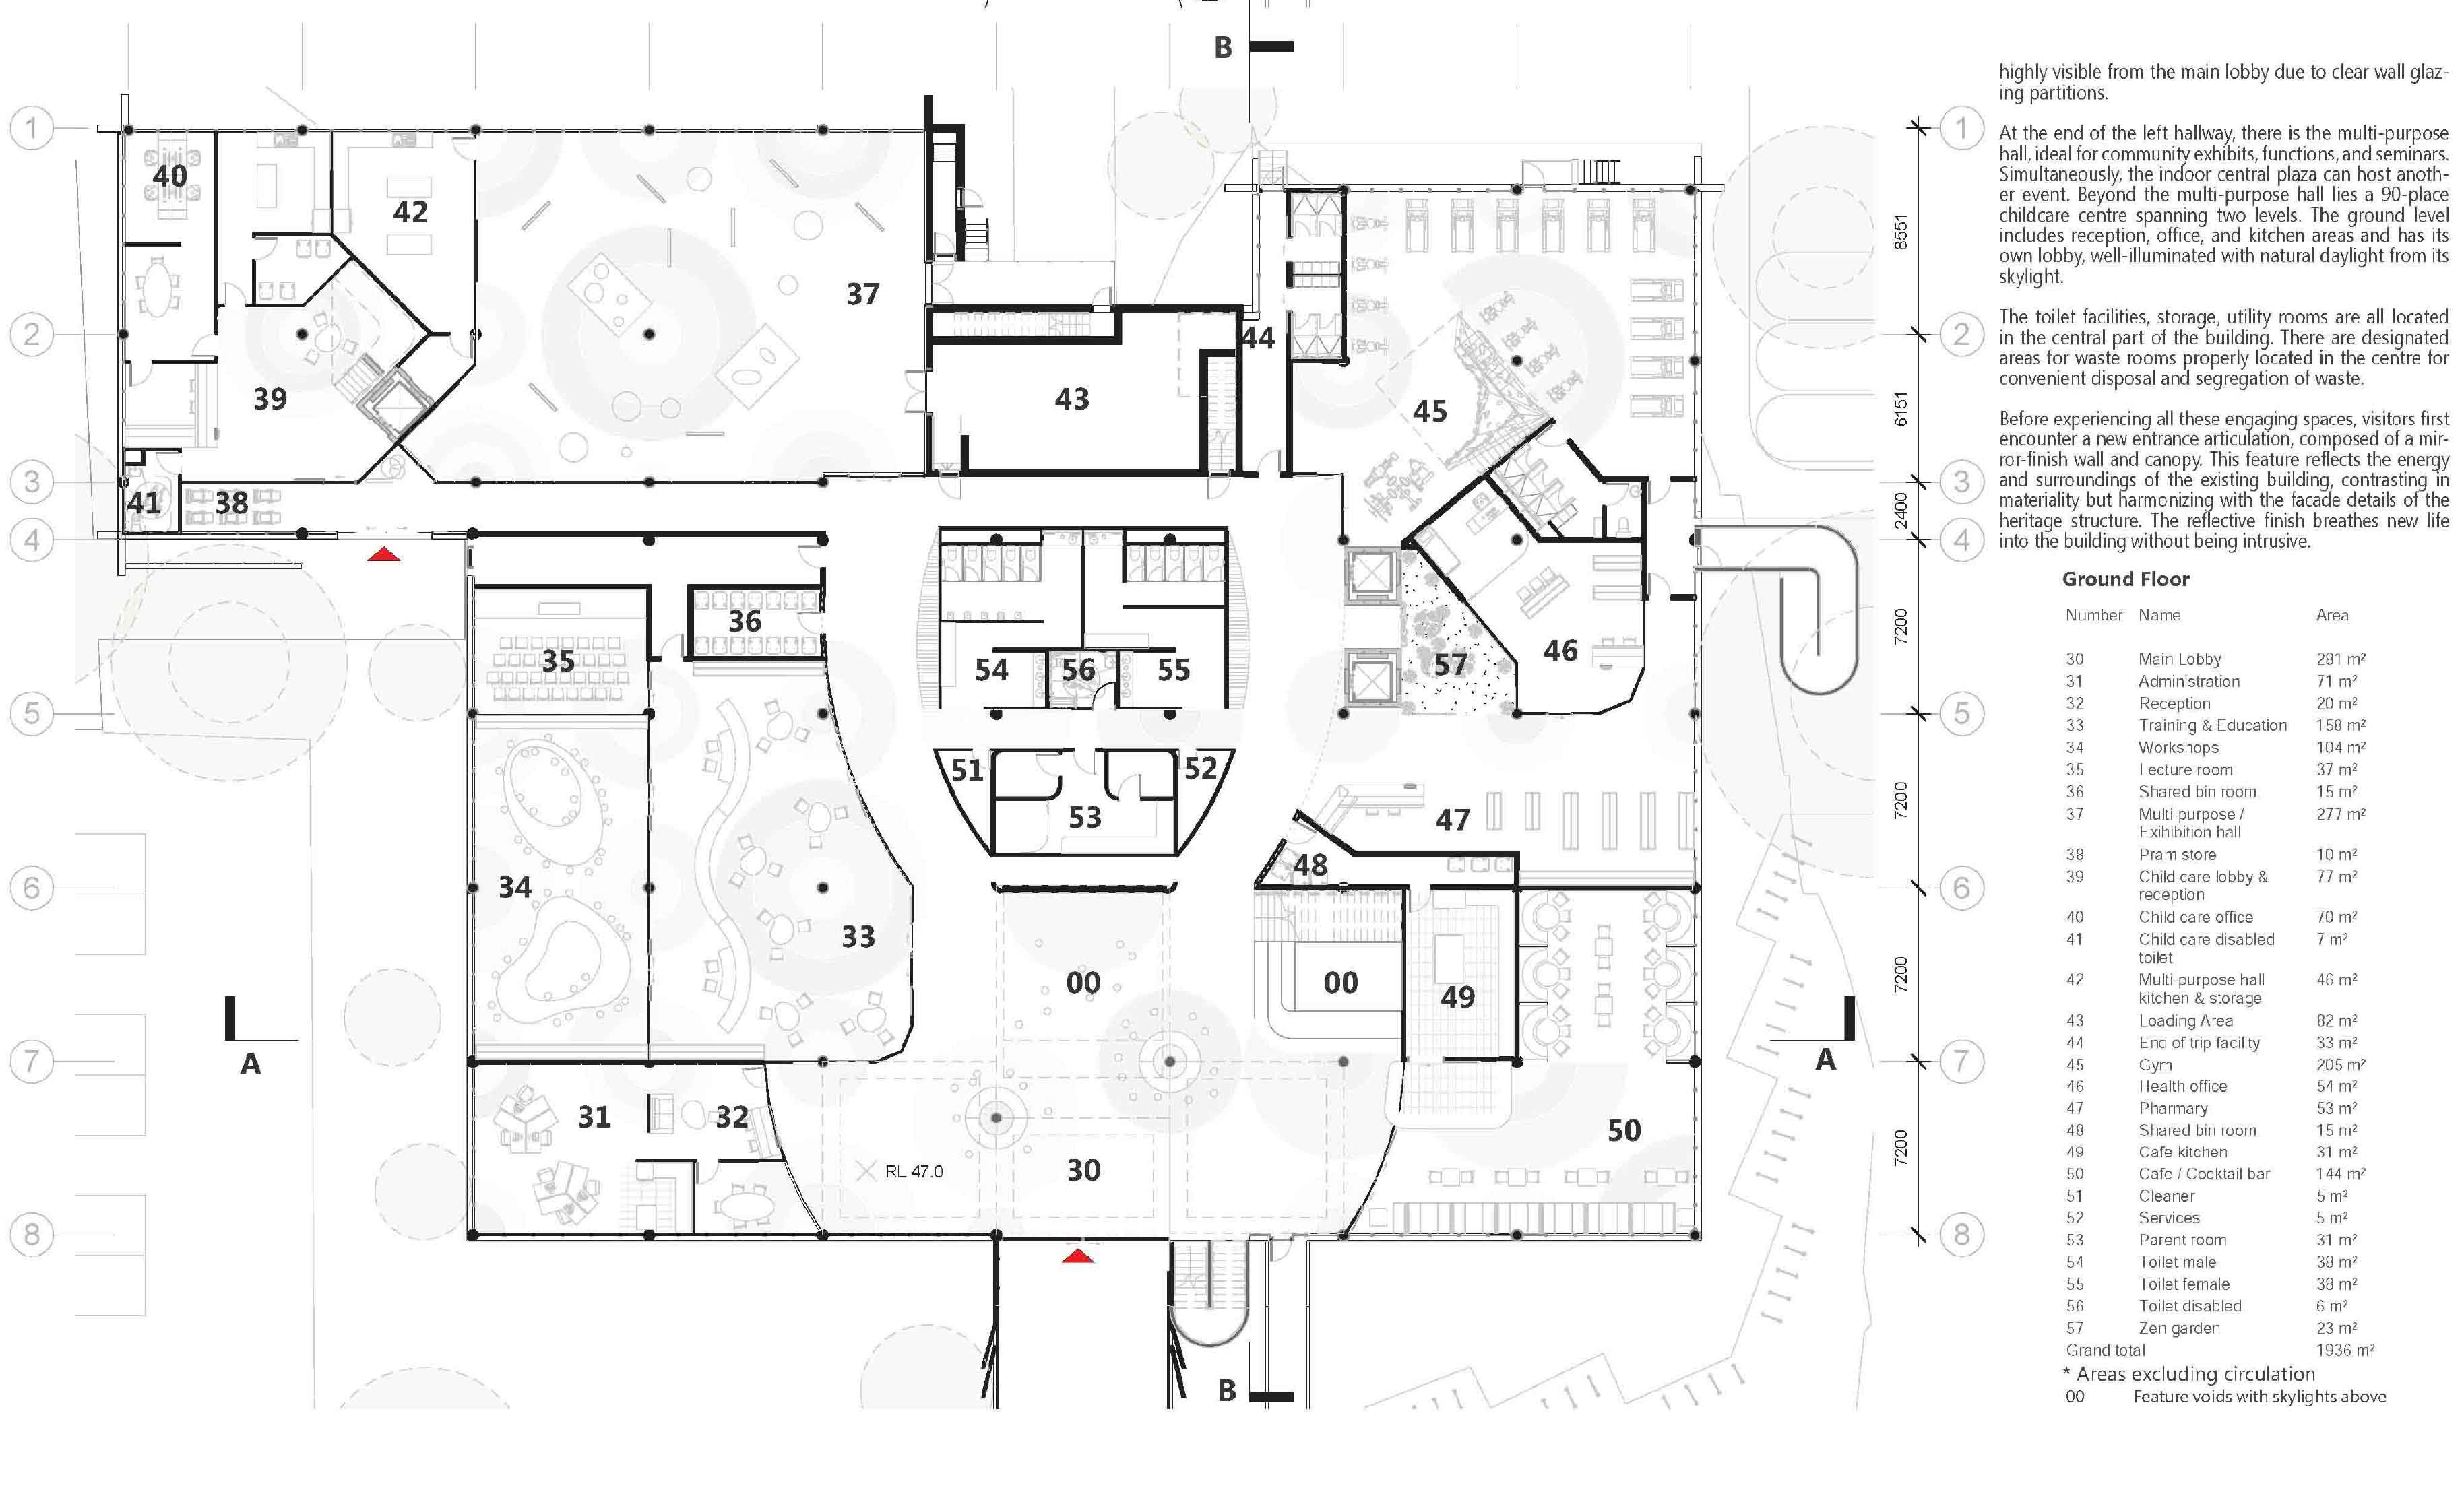 B
1
2
3
4
5
6
7
8
40
42
37
39
41
38
43
44
45
36
35
54
56
55
57
46
51
52
53
47
48
34
33
00
00
49
31
32
50
RL 47.0
30
A
A
B
8551
6151
2400
7200
7200
7200
7200
1
2
3
4
5
6
7
8
highly visible from the main lobby due to clear wall glaz-
ing partitions.
At the end of the left hallway, there is the multi-purpose
hall, ideal for community exhibits, functions, and seminars.
Simultaneously, the indoor central plaza can host anoth-
er event. Beyond the multi-purpose hall lies a 90-place
childcare centre spanning two levels. The ground level
includes reception, office, and kitchen areas and has its
own lobby, well-illuminated with natural daylight from its
skylight.
The toilet facilities, storage, utility rooms are all located
in the central part of the building. There are designated
areas for waste rooms properly located in the centre for
convenient disposal and segregation of waste.
Before experiencing all these engaging spaces, visitors first
encounter a new entrance articulation, composed of a mir-
ror-finish wall and canopy. This feature reflects the energy
and surroundings of the existing building, contrasting in
materiality but harmonizing with the facade details of the
heritage structure. The reflective finish breathes new life
into the building without being intrusive.
Ground Floor
Number Name Area
30 Main Lobby 281 m²
31 Administration 71 m²
32 Reception 20 m²
33 Training & Education 158 m²
34 Workshops 104 m²
35 Lecture room 37 m²
36 Shared bin room 15 m²
37 Multi-purpose / 277 m²
Exihibition hall
38 Pram store 10 m²
39 Child care lobby & 77 m²
reception
40 Child care office 70 m²
41 Child care disabled 7 m²
toilet
42 Multi-purpose hall 46 m²
kitchen & storage
43 Loading Area 82 m²
44 End of trip facility 33 m²
45 Gym 205 m²
46 Health office 54 m²
47 Pharmary 53 m²
48 Shared bin room 15 m²
49 Cafe kitchen 31 m²
50 Cafe / Cocktail bar 144 m²
51 Cleaner 5 m²
52 Services 5 m²
53 Parent room 31 m²
54 Toilet male 38 m²
55 Toilet female 38 m²
56 Toilet disabled 6 m²
57 Zen garden 23 m²
Grand total 1936 m²
* Areas excluding circulation
00 Feature voids with skylights above